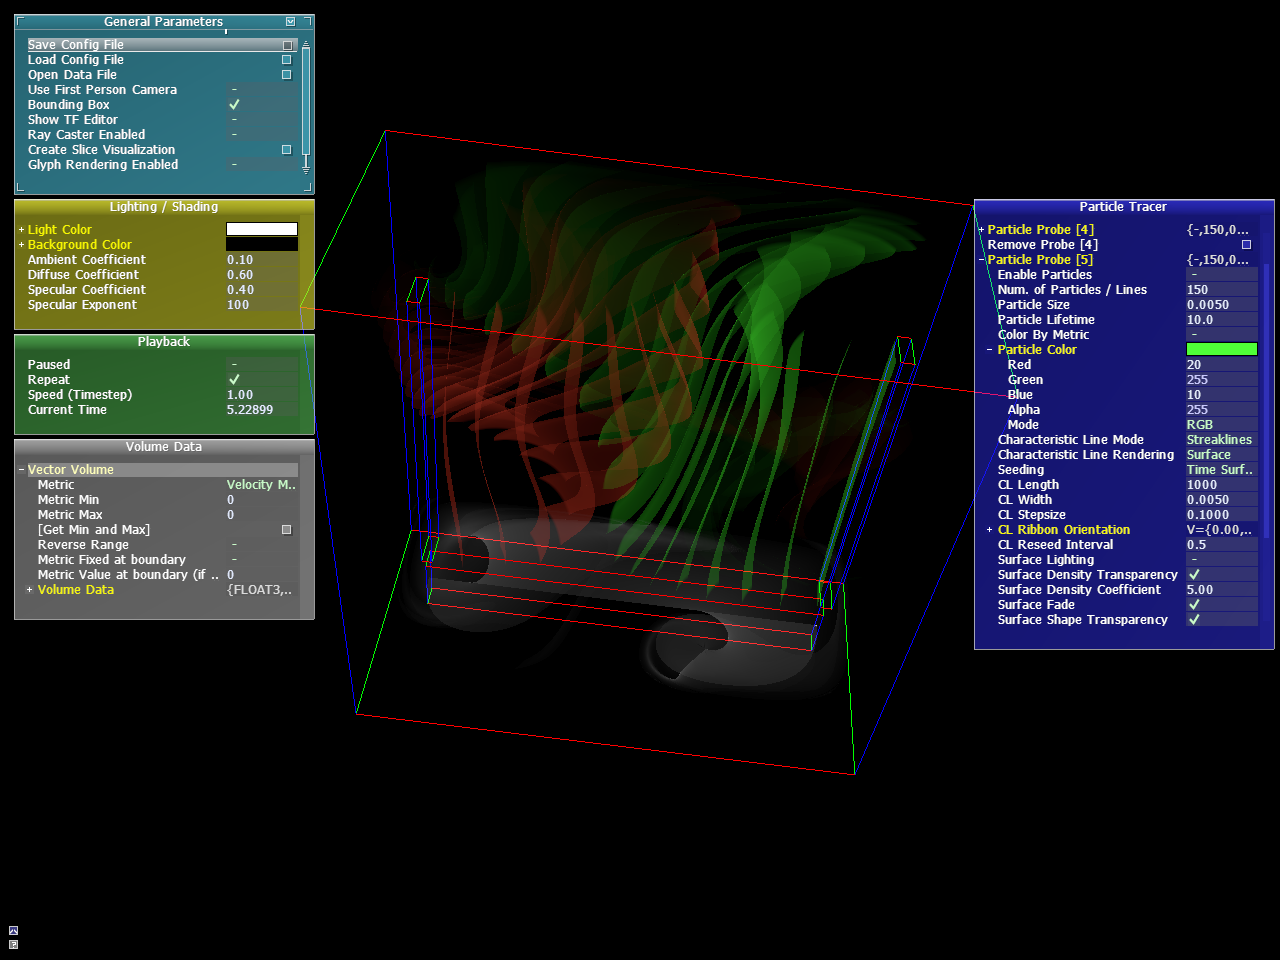 General Parameters
Save Config File
Load Config File
Open Data File
Use First Person Camera -
Bounding Box
Show TF Editor -
Ray Caster Enabled -
Create Slice Visualization
Glyph Rendering Enabled -
Lighting / Shading
+ Light Color
+ Background Color
Ambient Coefficient 0.10
Diffuse Coefficient 0.60
Specular Coefficient 0.40
Specular Exponent 100
Playback
Paused -
Repeat
Speed (Timestep) 1.00
Current Time 5.22899
Volume Data
- Vector Volume
Metric Velocity M..
Metric Min 0
Metric Max 0
[Get Min and Max]
Reverse Range -
Metric Fixed at boundary -
Metric Value at boundary (if .. 0
+ Volume Data {FLOAT3,..
Particle Tracer
+ Particle Probe [4] {-,150,0...
Remove Probe [4]
- Particle Probe [5] {-,150,0...
Enable Particles -
Num. of Particles / Lines 150
Particle Size 0.0050
Particle Lifetime 10.0
Color By Metric -
- Particle Color
Red 20
Green 255
Blue 10
Alpha 255
Mode RGB
Characteristic Line Mode Streaklines
Characteristic Line Rendering Surface
Seeding Time Surf..
CL Length 1000
CL Width 0.0050
CL Stepsize 0.1000
+ CL Ribbon Orientation V={0.00,..
CL Reseed Interval 0.5
Surface Lighting -
Surface Density Transparency
Surface Density Coefficient 5.00
Surface Fade
Surface Shape Transparency
?